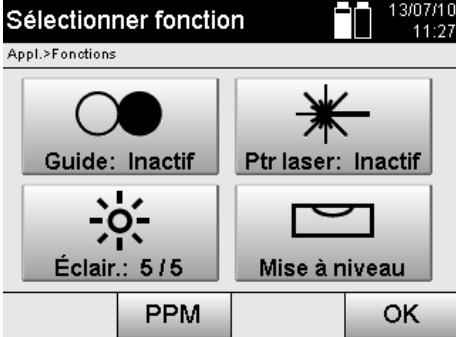 Sélectionner fonction
13/07/10
11:27
Appl.>Fonctions
Guide: Inactif
Ptr laser: Inactif
Éclair.: 5/5
Mise à niveau
PPM
OK